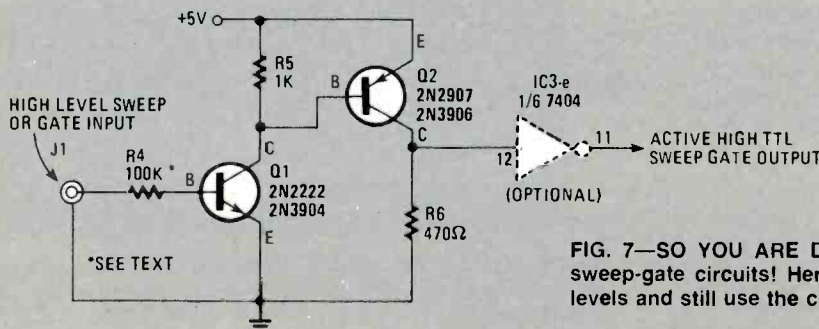 +5V
R5
1K
E
B
Q2
2N2907
2N3906
C
IC3-e
1/6 7404
12
11
(OPTIONAL)
ACTIVE HIGH TTL
SWEEP GATE OUTPUT
HIGH LEVEL SWEEP
OR GATE INPUT
J1
R4
100K *
B
C
Q1
2N2222
2N3904
E
*SEE TEXT
R6
470Ω
FIG. 7—SO YOU ARE D
sweep-gate circuits! Her
levels and still use the c